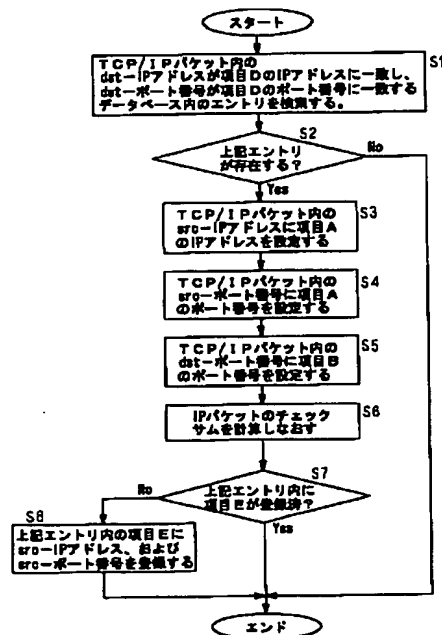 スタート
S1
TCP/IPパケット内の
dst-IPアドレスが項目DのIPアドレスに一致し、
dst-ポート番号が項目Dのポート番号に一致する
データベース内のエントリを検索する。
S2
上記エントリ
が存在する?
No
Yes
S3
TCP/IPパケット内の
src-IPアドレスに項目A
のIPアドレスを設定する
S4
TCP/IPパケット内の
src-ポート番号に項目A
のポート番号を設定する
S5
TCP/IPパケット内の
dst-ポート番号に項目B
のポート番号を設定する
S6
IPパケットのチェック
サムを計算しなおす
S7
上記エントリ内に
項目Eが登録済?
No
Yes
S8
上記エントリ内の項目Eに
src-IPアドレス、および
src-ポート番号を登録する
エンド